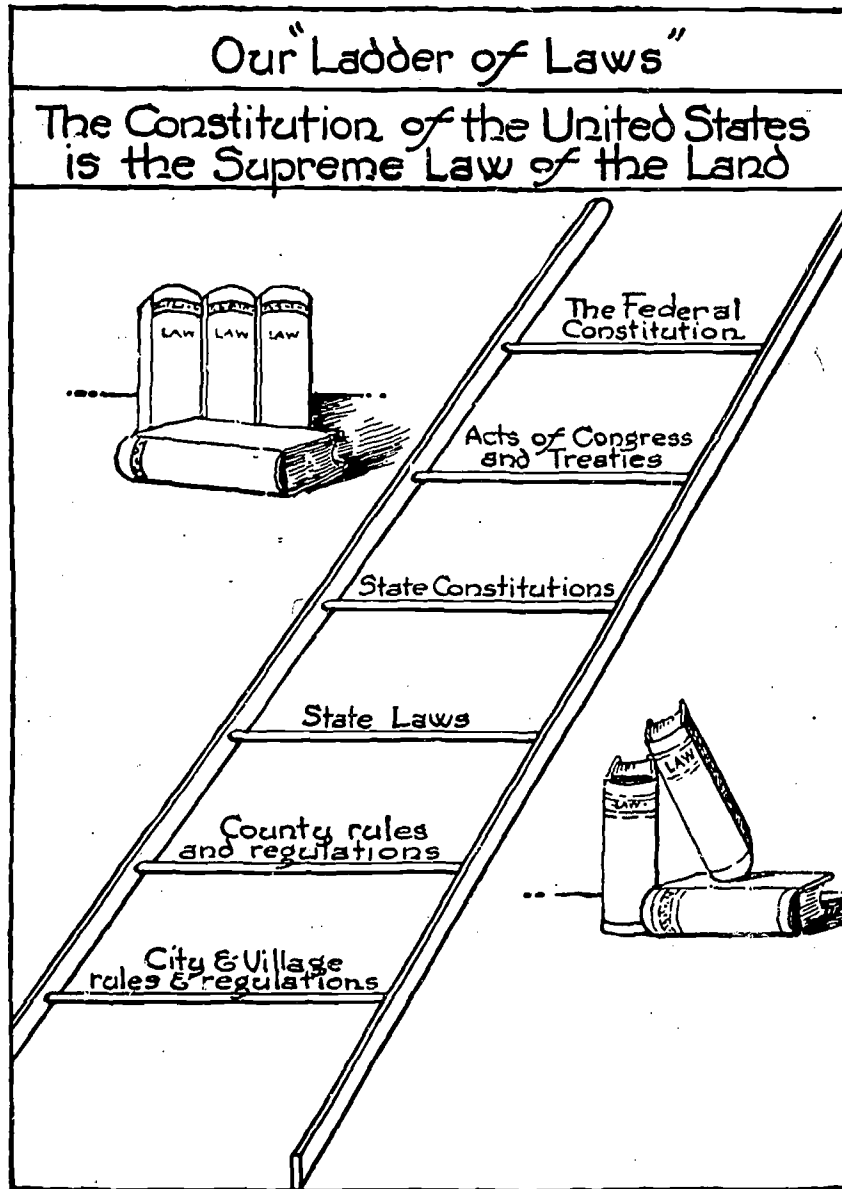 Our "Ladder of Laws"
The Constitution of the United States
is the Supreme Law of the Land
LAW
LAW
LAW
The Federal
Constitution
Acts of Congress
and Treaties
State Constitutions
State Laws
LAW
LAW
County rules
and regulations
City & Village
rules & regulations